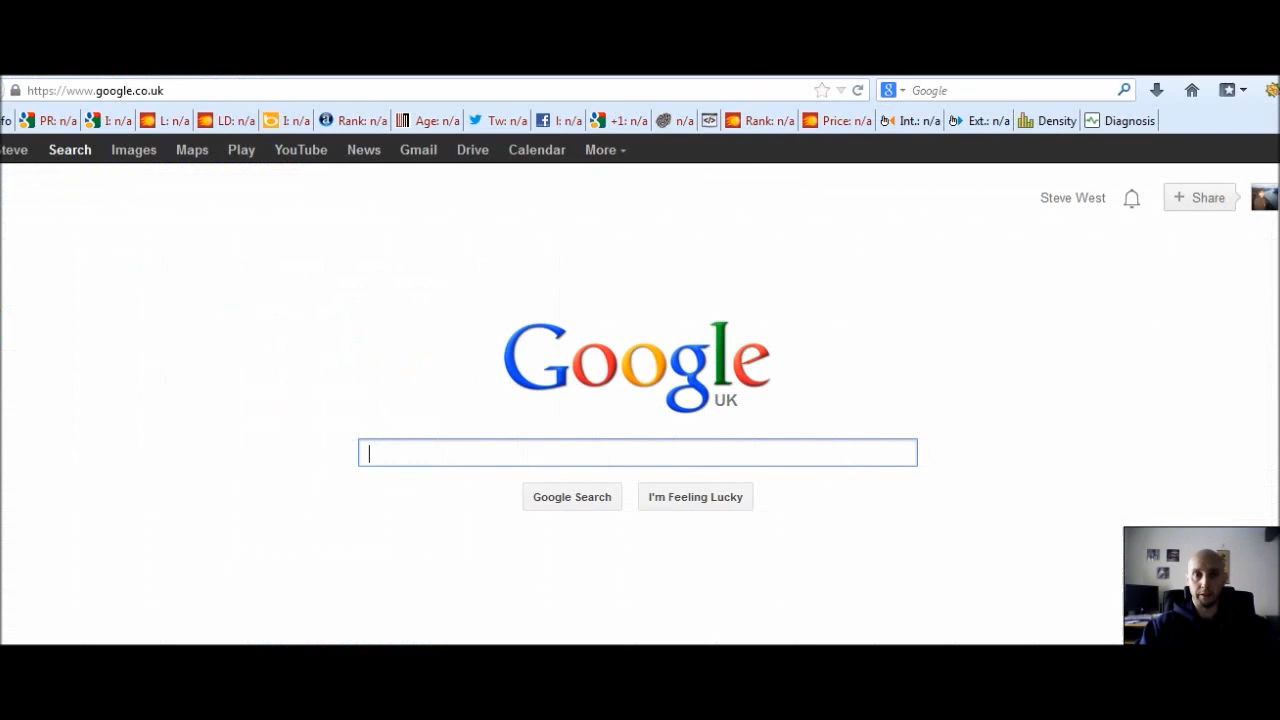 https://www.google.co.uk
8 Google
fo PR: n/a I: n/a L: n/a LD: n/a I: n/a Rank: n/a Age: n/a Tw: n/a I: n/a +1: n/a n/a Rank: n/a Price: n/a Int.: n/a Ext.: n/a Density Diagnosis
teve Search Images Maps Play YouTube News Gmail Drive Calendar More
Steve West + Share
Google
UK
Google Search I'm Feeling Lucky